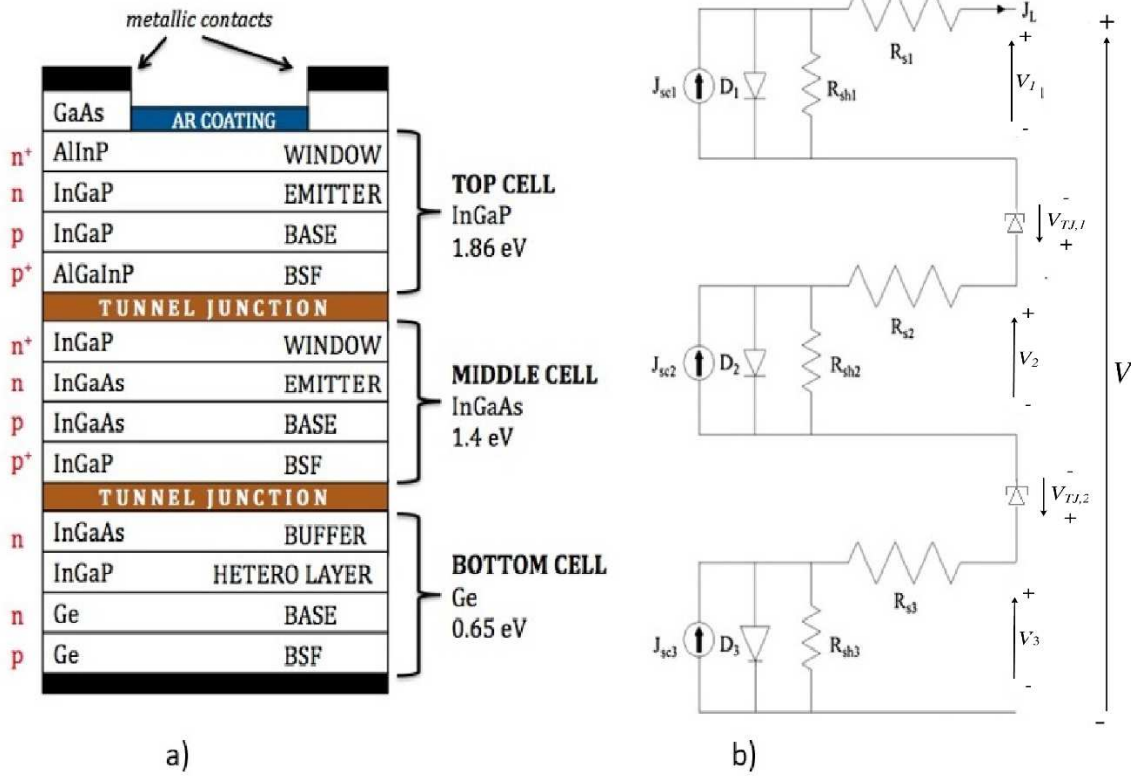 metallic contacts
GaAs
AR COATING
n+ AlInP WINDOW
n InGaP EMITTER
p InGaP BASE
p+ AlGaInP BSF
TOP CELL
InGaP
1.86 eV
TUNNEL JUNCTION
n+ InGaP WINDOW
n InGaAs EMITTER
p InGaAs BASE
p+ InGaP BSF
MIDDLE CELL
InGaAs
1.4 eV
TUNNEL JUNCTION
n InGaAs BUFFER
InGaP HETERO LAYER
n Ge BASE
p Ge BSF
BOTTOM CELL
Ge
0.65 eV
a)
Jsc1 D1 Rsh1 Rs1 JL
+
V1
-
-
VTJ,1
+
Jsc2 D2 Rsh2 Rs2
+
V2
-
-
VTJ,2
+
Jsc3 D3 Rsh3 Rs3
+
V3
-
+
V
-
b)